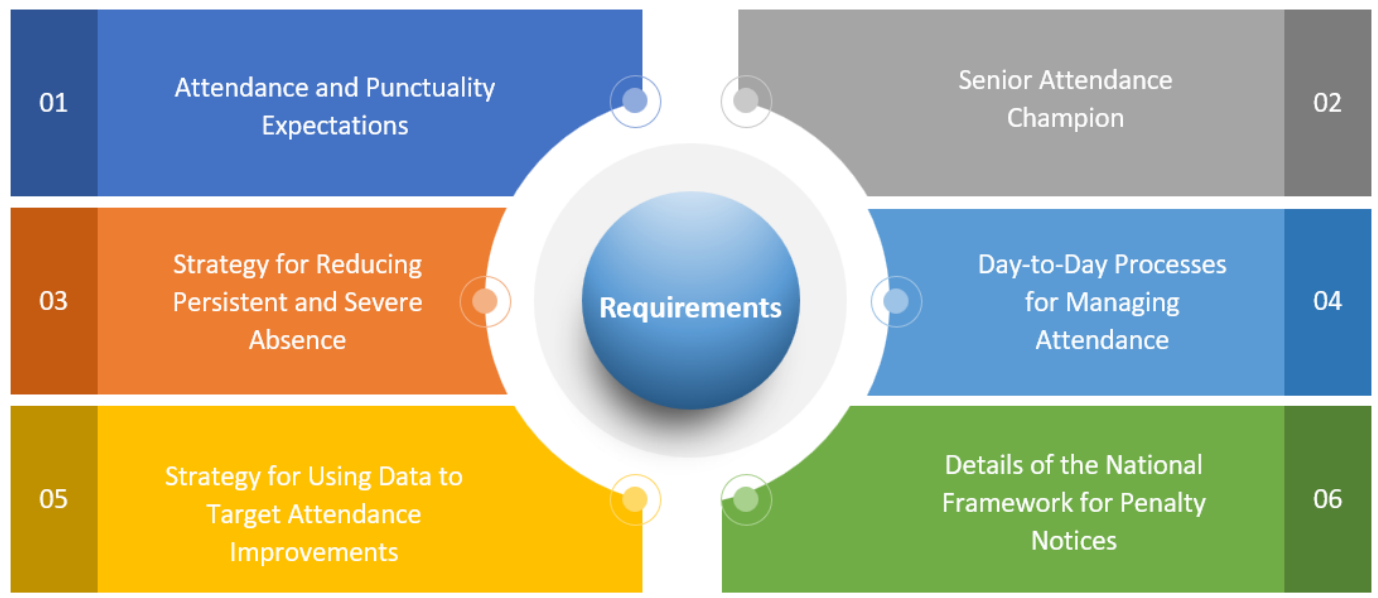 01
Attendance and Punctuality
Expectations
Senior Attendance
Champion
02
03
Strategy for Reducing
Persistent and Severe
Absence
Requirements
Day-to-Day Processes
for Managing
Attendance
04
05
Strategy for Using Data to
Target Attendance
Improvements
Details of the National
Framework for Penalty
Notices
06